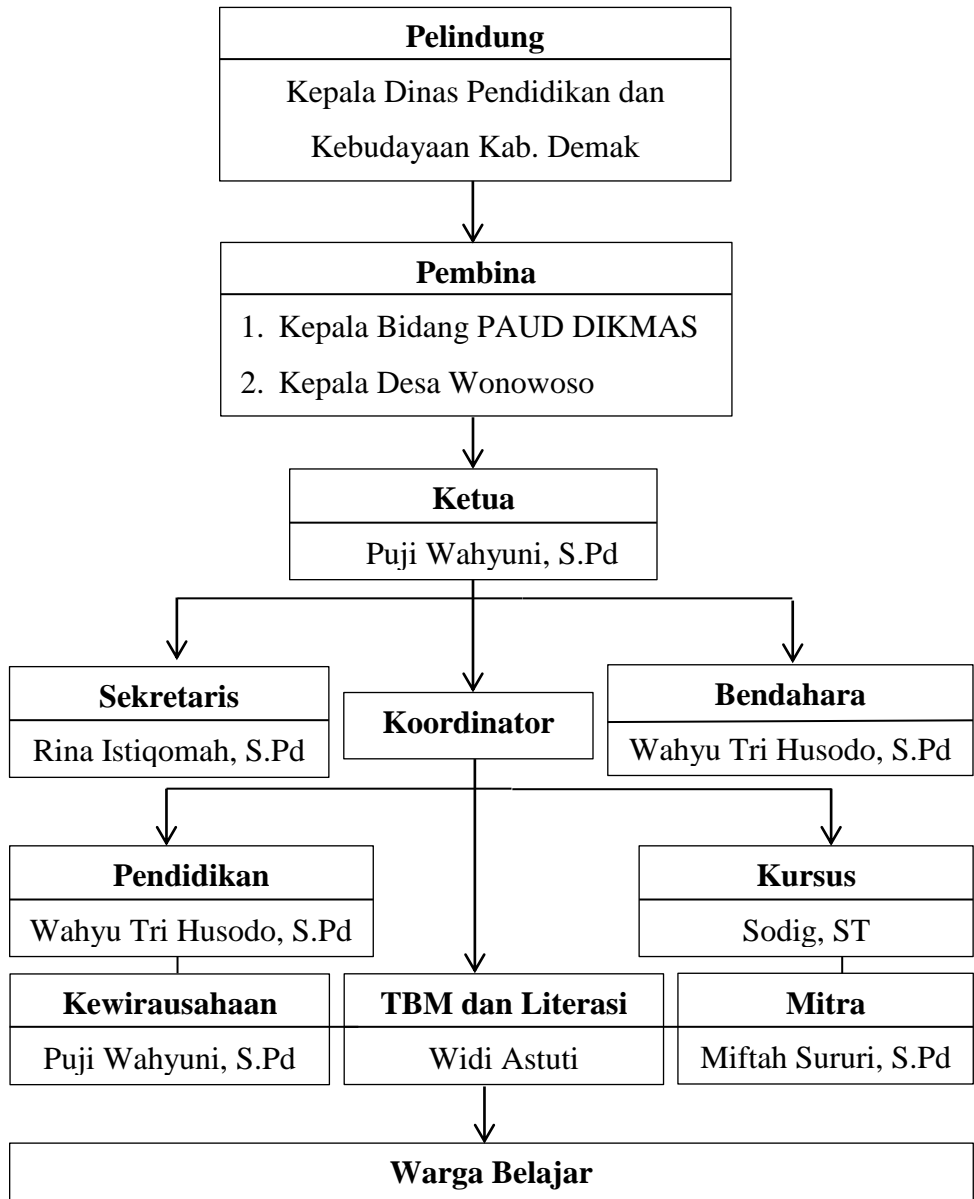 Pelindung
Kepala Dinas Pendidikan dan
Kebudayaan Kab. Demak
Pembina
1. Kepala Bidang PAUD DIKMAS
2. Kepala Desa Wonowoso
Ketua
Puji Wahyuni, S.Pd
Sekretaris
Rina Istiqomah, S.Pd
Koordinator
Bendahara
Wahyu Tri Husodo, S.Pd
Pendidikan
Wahyu Tri Husodo, S.Pd
Kursus
Sodig, ST
Kewirausahaan
Puji Wahyuni, S.Pd
TBM dan Literasi
Widi Astuti
Mitra
Miftah Sururi, S.Pd
Warga Belajar